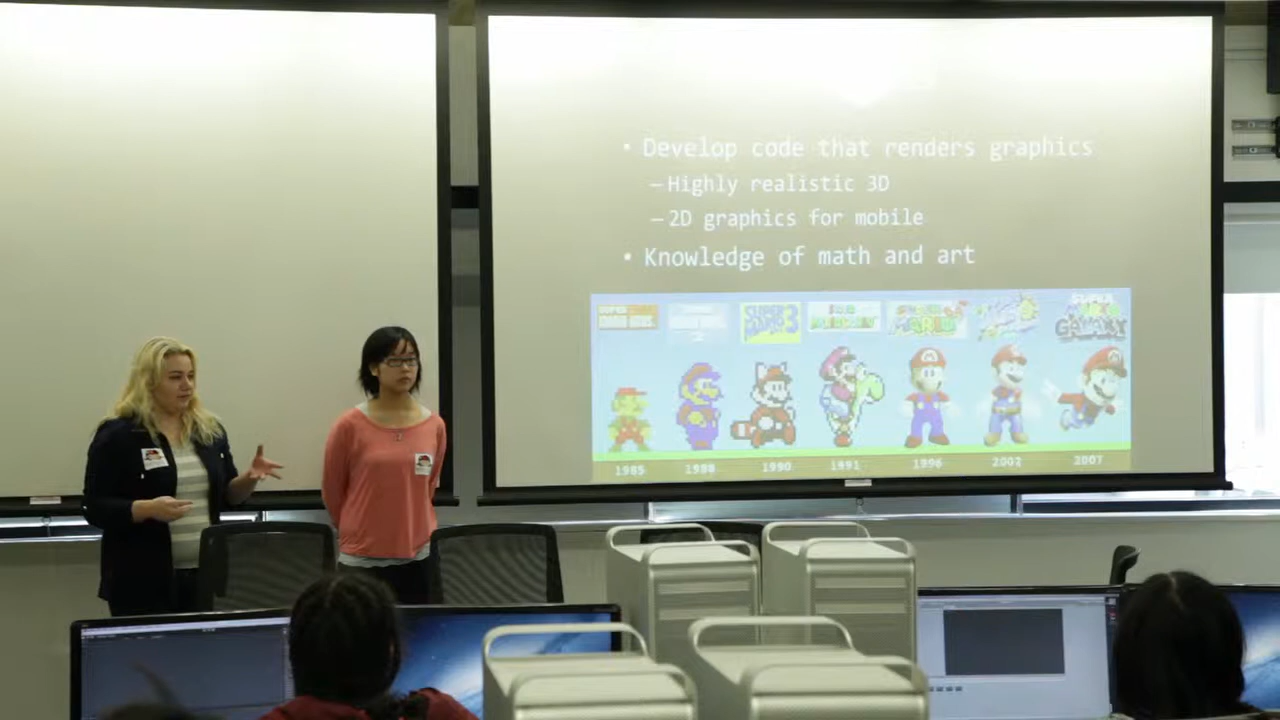 • Develop code that renders graphics
–Highly realistic 3D
–2D graphics for mobile
• Knowledge of math and art
SUPER MARIO BROS.
SUPER MARIO 3
SUPER MARIO GALAXY
1985 1988 1990 1991 1996 2002 2007